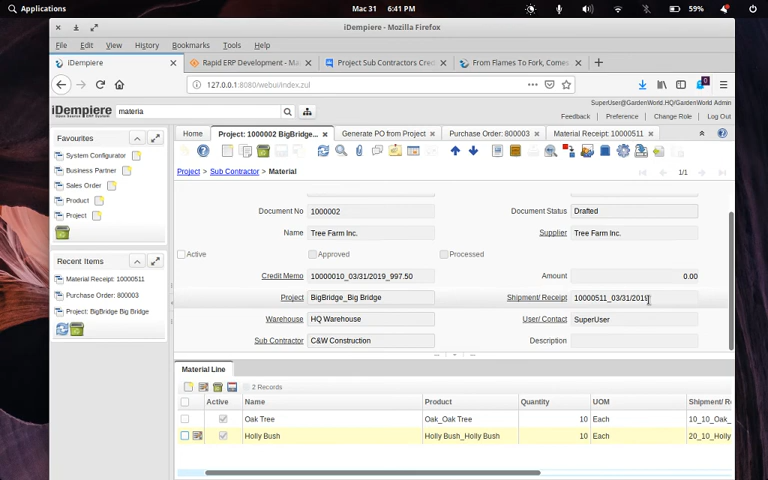 Applications
Mac 31 6:41 PM
59%
iDempiere - Mozilla Firefox
File Edit View History Bookmarks Tools Help
iDempiere
Rapid ERP Development - Ma
Project Sub Contractors Cred
From Flames To Fork, Comes
127.0.0.1:8080/webui/index.zul
iDempiere
materia
SuperUser@GardenWorld.HQ/GardenWorld Admin
Feedback Preference Change Role Log Out
Favourites
System Configurator
Business Partner
Sales Order
Product
Project
Recent Items
Material Receipt: 10000511
Purchase Order: 800003
Project: BigBridge Big Bridge
Home
Project: 1000002 BigBridge...
Generate PO from Project
Purchase Order: 800003
Material Receipt: 10000511
Project > Sub Contractor > Material
1/1
Document No 1000002 Document Status Drafted
Name Tree Farm Inc. Supplier Tree Farm Inc.
Active Approved Processed
Credit Memo 10000010_03/31/2019_997.50 Amount 0.00
Project BigBridge_Big Bridge Shipment/ Receipt 10000511_03/31/2019
Warehouse HQ Warehouse User/ Contact SuperUser
Sub Contractor C&W Construction Description
Material Line
2 Records
Active Name Product Quantity UOM Shipment/ Re
Oak Tree Oak_Oak Tree 10 Each 10_10_Oak_
Holly Bush Holly Bush_Holly Bush 10 Each 20_10_Holly